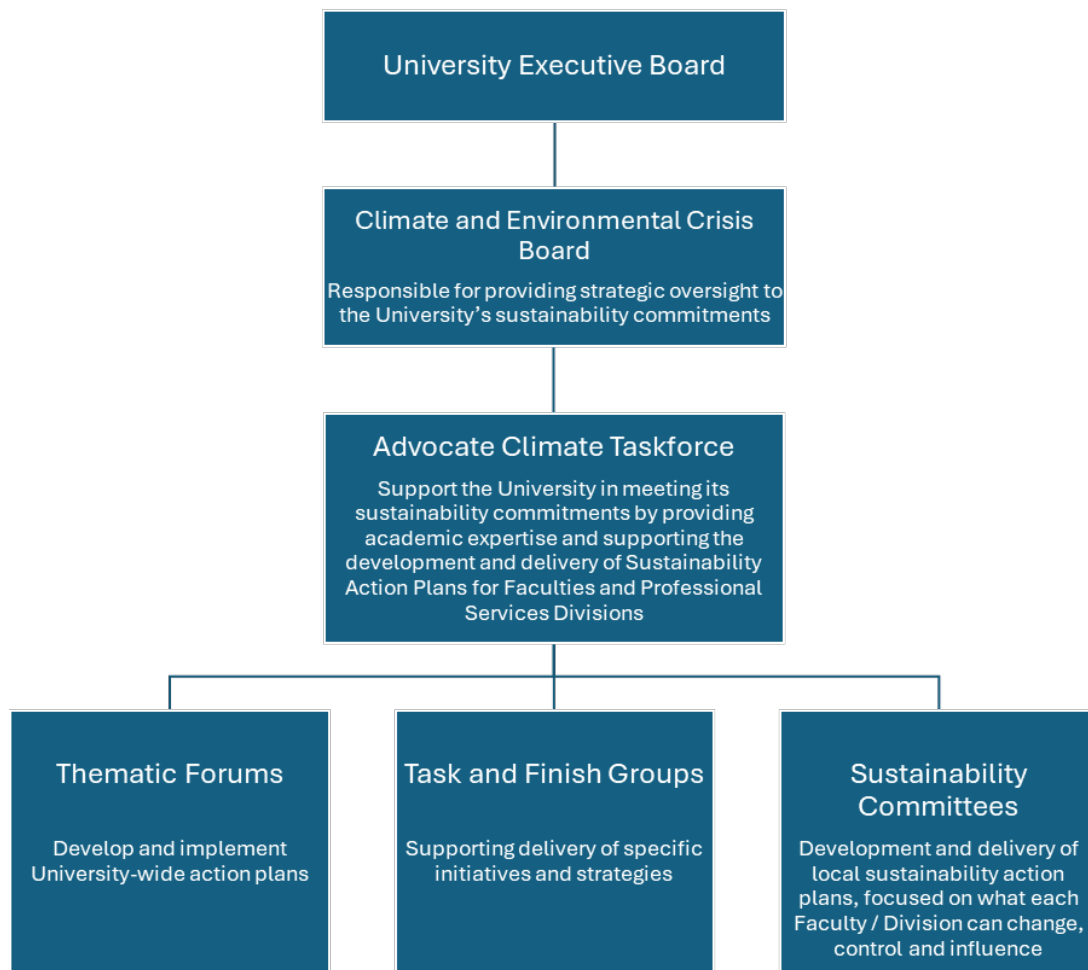 University Executive Board
Climate and Environmental Crisis
Board
Responsible for providing strategic oversight to
the University’s sustainability commitments
Advocate Climate Taskforce
Support the University in meeting its
sustainability commitments by providing
academic expertise and supporting the
development and delivery of Sustainability
Action Plans for Faculties and Professional
Services Divisions
Thematic Forums
Develop and implement
University-wide action plans
Task and Finish Groups
Supporting delivery of specific
initiatives and strategies
Sustainability
Committees
Development and delivery of
local sustainability action
plans, focused on what each
Faculty / Division can change,
control and influence